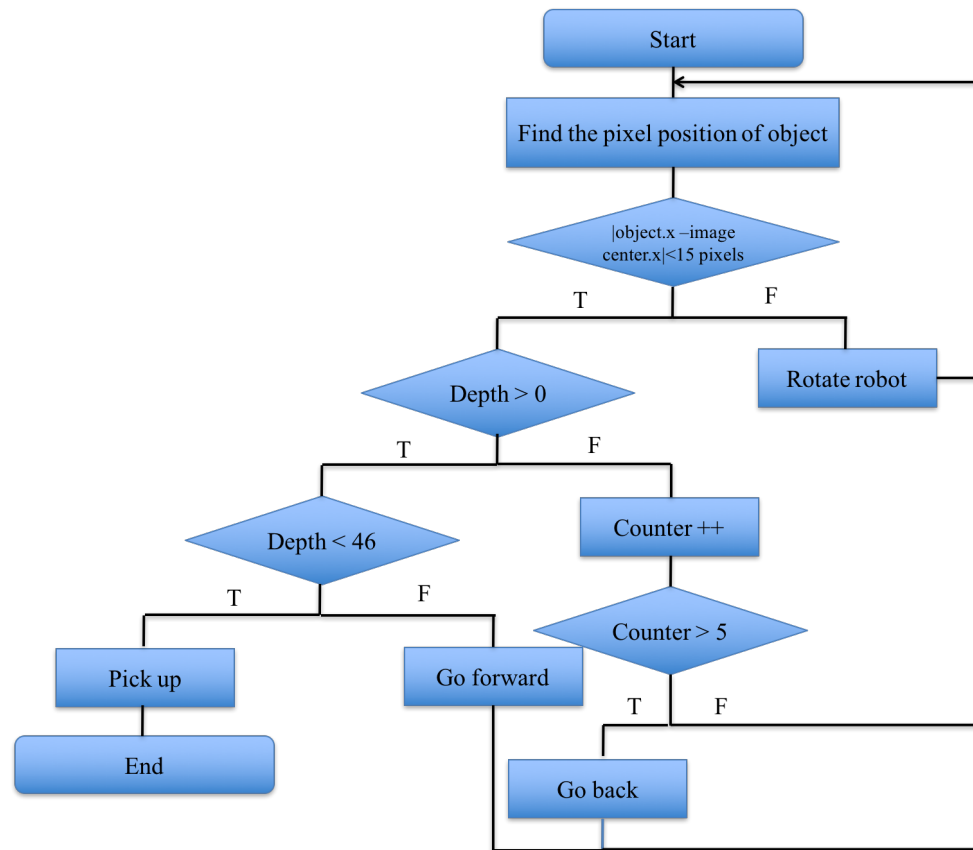 Start
Find the pixel position of object
|object.x –image
center.x|<15 pixels
T
F
Depth > 0
Rotate robot
T
F
Depth < 46
Counter ++
T
F
Counter > 5
Pick up
Go forward
T
F
End
Go back